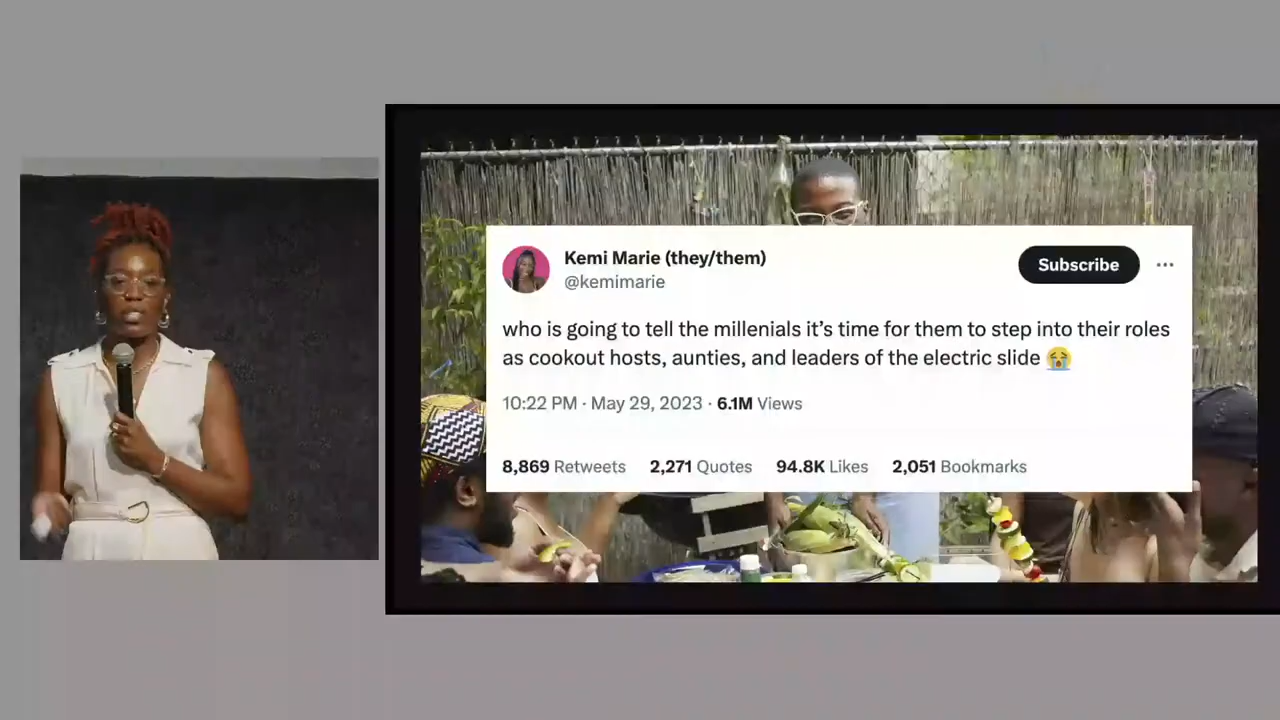 Kemi Marie (they/them)
@kemimarie
Subscribe
who is going to tell the millenials it’s time for them to step into their roles
as cookout hosts, aunties, and leaders of the electric slide 😭
10:22 PM · May 29, 2023 · 6.1M Views
8,869 Retweets 2,271 Quotes 94.8K Likes 2,051 Bookmarks